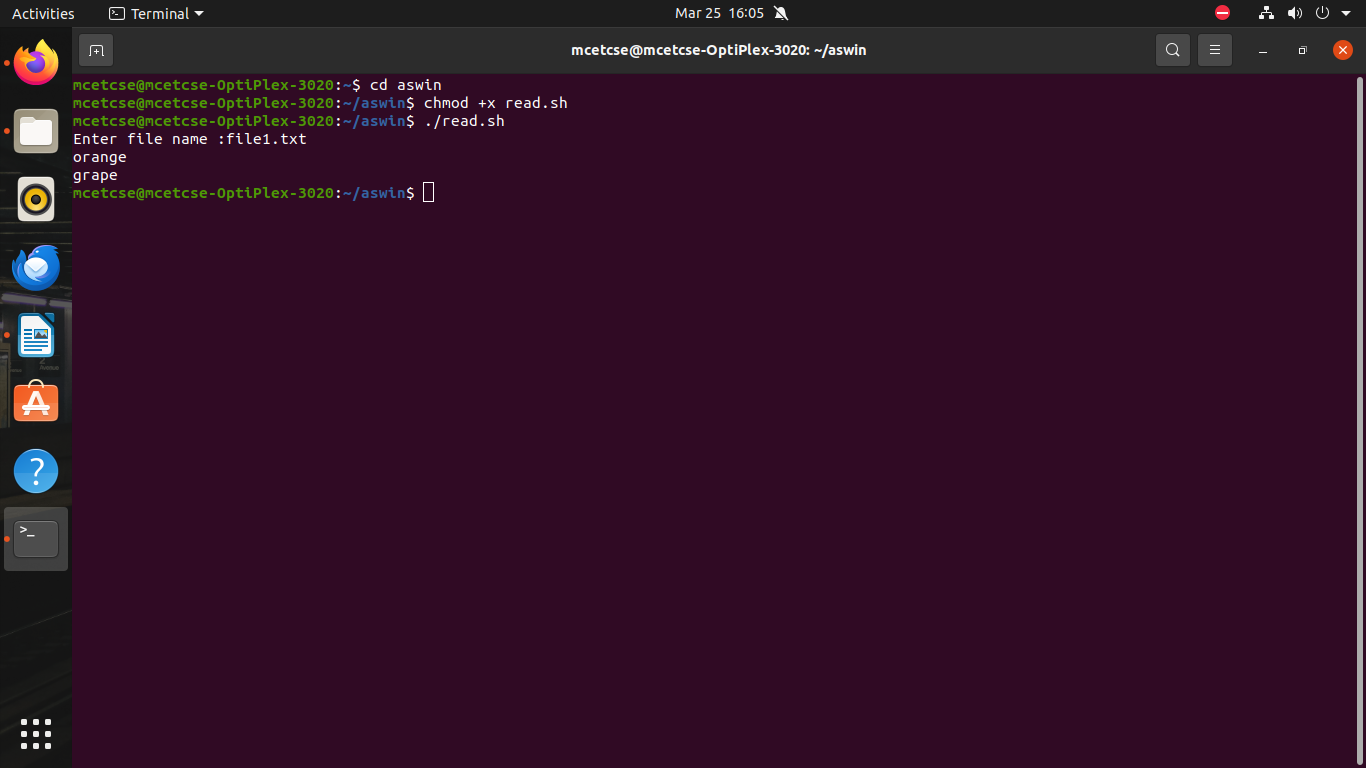 Activities Terminal Mar 25 16:05
mcetcse@mcetcse-OptiPlex-3020: ~/aswin
mcetcse@mcetcse-OptiPlex-3020:~$ cd aswin
mcetcse@mcetcse-OptiPlex-3020:~/aswin$ chmod +x read.sh
mcetcse@mcetcse-OptiPlex-3020:~/aswin$ ./read.sh
Enter file name :file1.txt
orange
grape
mcetcse@mcetcse-OptiPlex-3020:~/aswin$